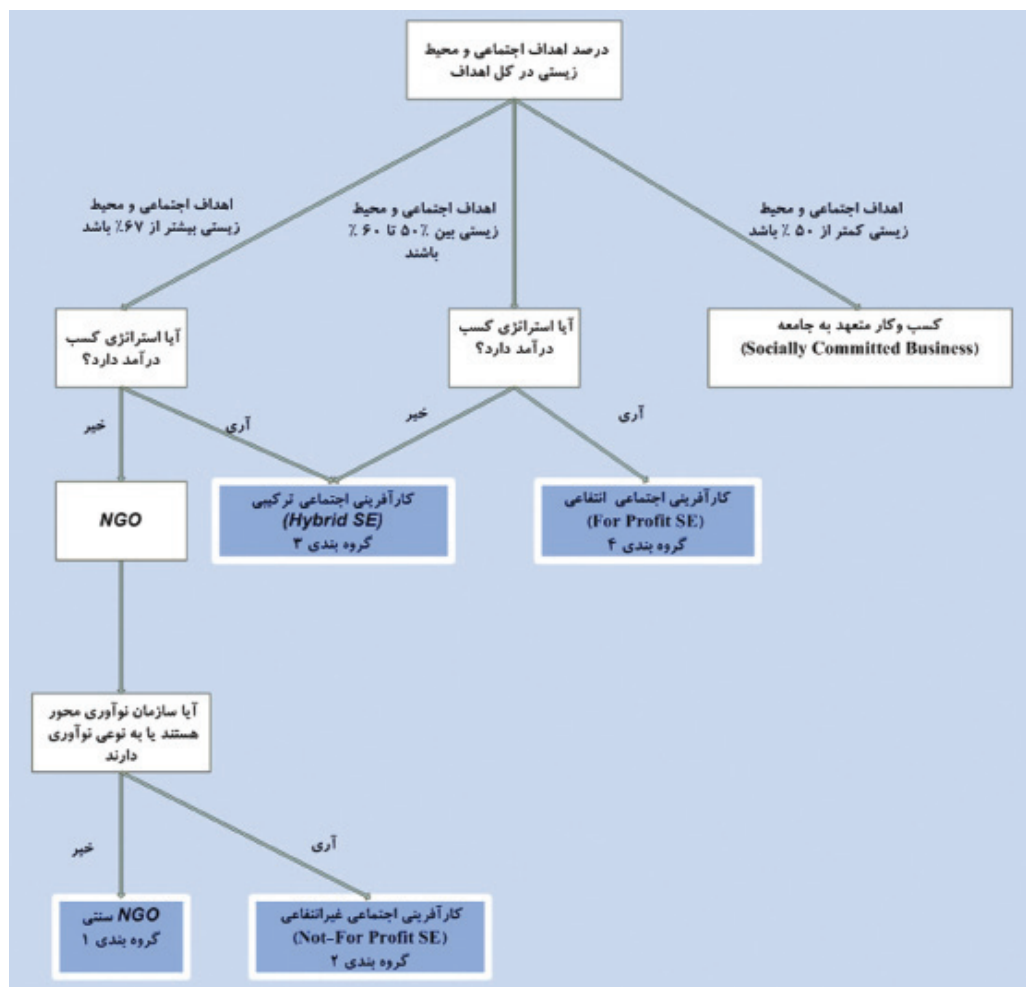 درصد اهداف اجتماعی و محیط
زیستی در کل اهداف
اهداف اجتماعی و محیط
زیستی کمتر از ۵۰ ٪ باشد
اهداف اجتماعی و محیط
زیستی بین ٪۵۰ تا ۶۰ ٪
باشند
اهداف اجتماعی و محیط
زیستی بیشتر از ۶۷٪ باشد
کسب وکار متعهد به جامعه
(Socially Committed Business)
آیا استراتژی کسب
درآمد دارد؟
آیا استراتژی کسب
درآمد دارد؟
آری
خیر
آری
خیر
کارآفرینی اجتماعی انتفاعی
(For Profit SE)
گروه بندی ۴
کارآفرینی اجتماعی ترکیبی
(Hybrid SE)
گروه بندی ۳
NGO
آیا سازمان نوآوری محور
هستند یا به نوعی نوآوری
دارند
آری
خیر
کارآفرینی اجتماعی غیرانتفاعی
(Not-For Profit SE)
گروه بندی ۲
NGO سنتی
گروه بندی ۱